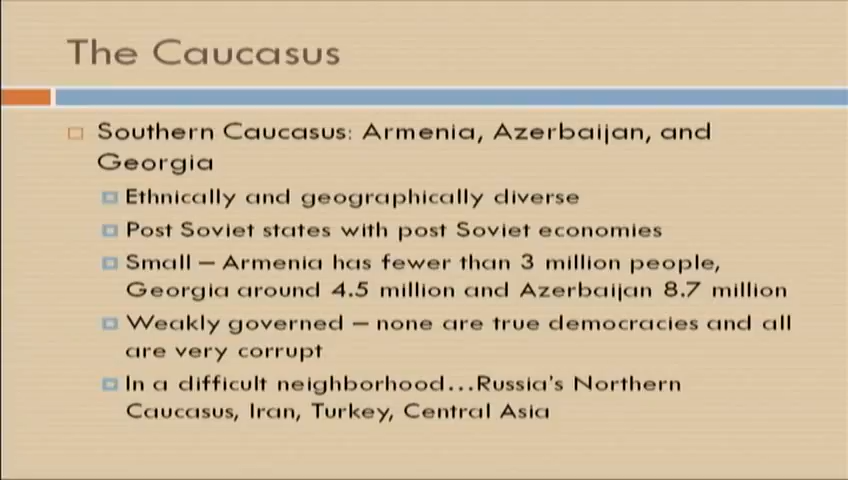 The Caucasus
Southern Caucasus: Armenia, Azerbaijan, and
Georgia
Ethnically and geographically diverse
Post Soviet states with post Soviet economies
Small – Armenia has fewer than 3 million people,
Georgia around 4.5 million and Azerbaijan 8.7 million
Weakly governed – none are true democracies and all
are very corrupt
In a difficult neighborhood...Russia's Northern
Caucasus, Iran, Turkey, Central Asia